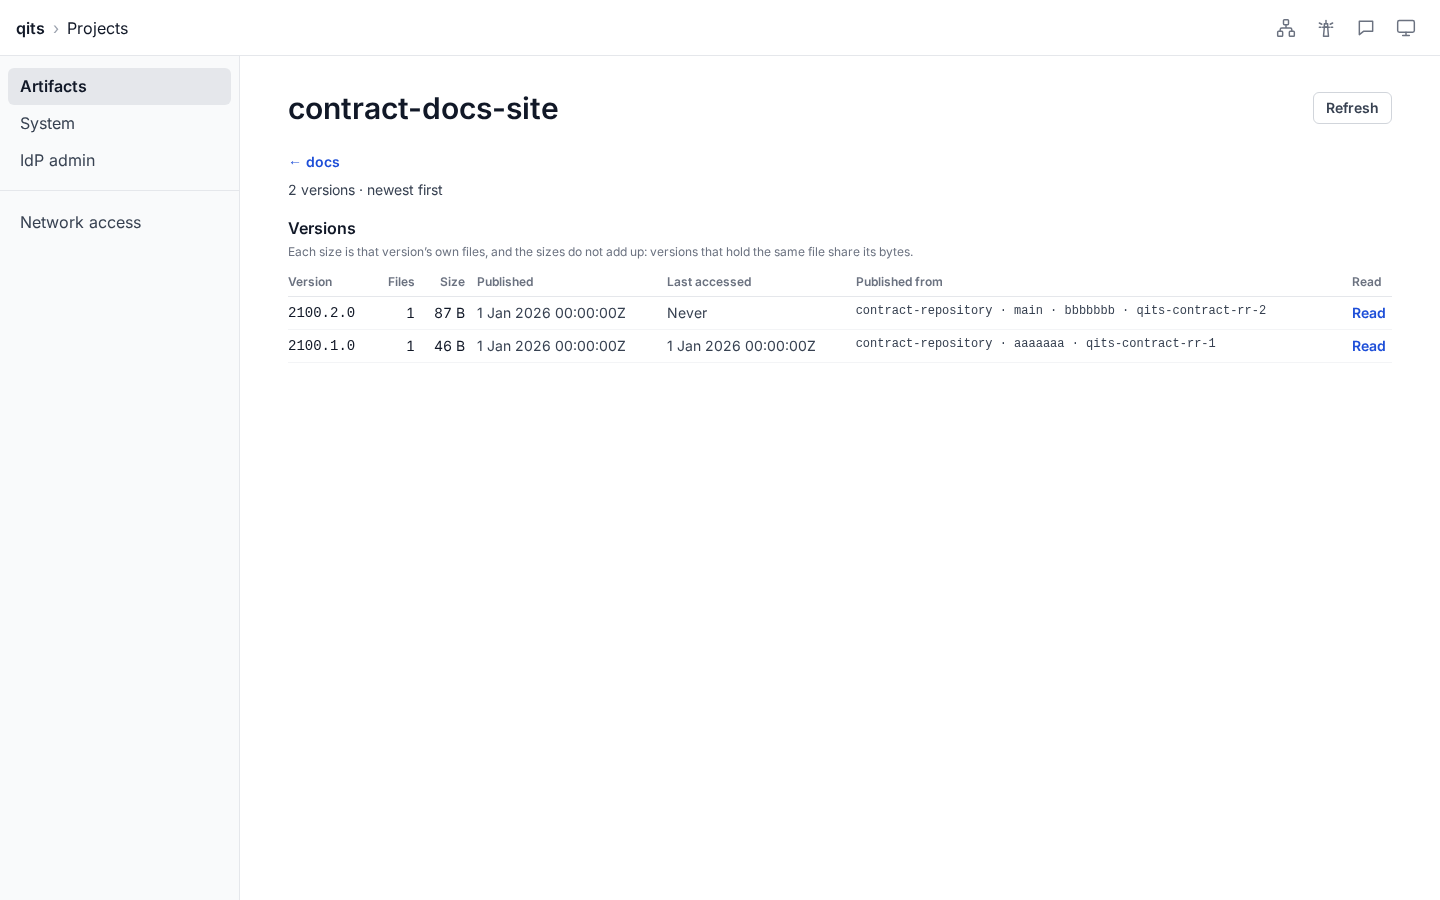 qits › Projects
Artifacts
System
IdP admin
Network access
contract-docs-site
Refresh
← docs
2 versions · newest first
Versions
Each size is that version’s own files, and the sizes do not add up: versions that hold the same file share its bytes.
Version Files Size Published Last accessed Published from Read
2100.2.0 1 87 B 1 Jan 2026 00:00:00Z Never contract-repository · main · bbbbbbb · qits-contract-rr-2 Read
2100.1.0 1 46 B 1 Jan 2026 00:00:00Z 1 Jan 2026 00:00:00Z contract-repository · aaaaaaa · qits-contract-rr-1 Read